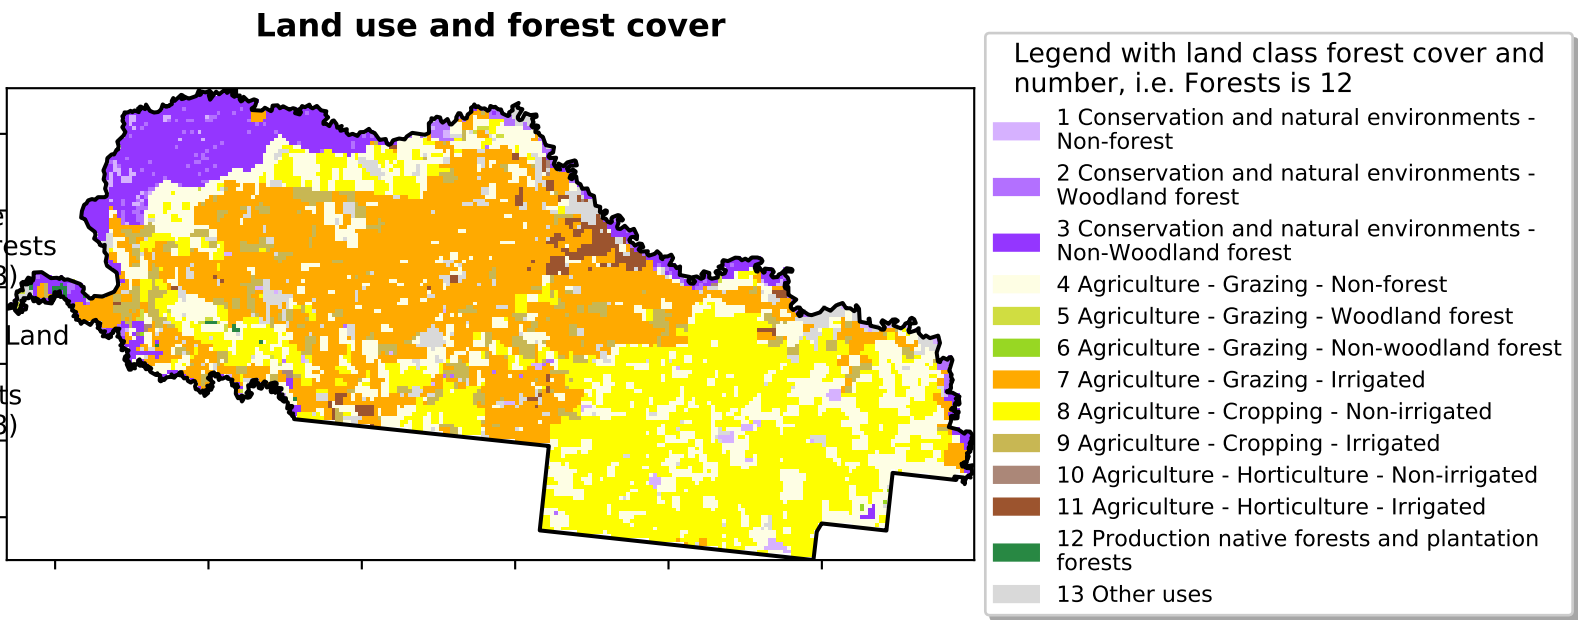 Land use and forest cover
Legend with land class forest cover and
number, i.e. Forests is 12
1 Conservation and natural environments -
Non-forest
2 Conservation and natural environments -
Woodland forest
3 Conservation and natural environments -
Non-Woodland forest
4 Agriculture - Grazing - Non-forest
5 Agriculture - Grazing - Woodland forest
6 Agriculture - Grazing - Non-woodland forest
7 Agriculture - Grazing - Irrigated
8 Agriculture - Cropping - Non-irrigated
9 Agriculture - Cropping - Irrigated
10 Agriculture - Horticulture - Non-irrigated
11 Agriculture - Horticulture - Irrigated
12 Production native forests and plantation
forests
13 Other uses
rests
3)
Land
ts
3)